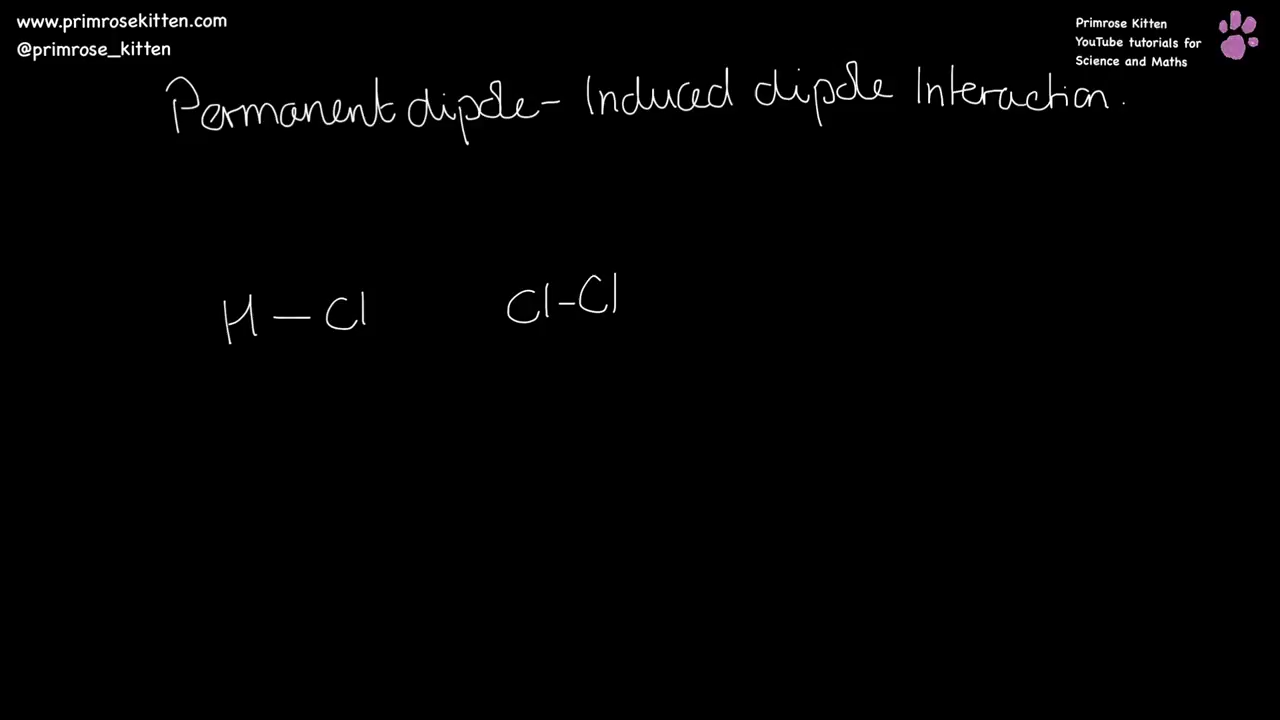 www.primrosekitten.com
@primrose_kitten
Primrose Kitten
YouTube tutorials for
Science and Maths
Permanent dipole - Induced dipole Interaction.
H — Cl Cl-Cl